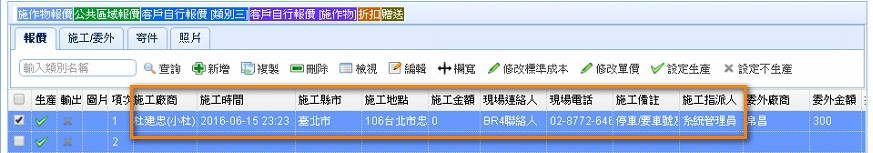 施作物報價 公共區域報價 客戶自行報價 [類別三] 客戶自行報價 [施作物] 折扣 贈送
報價 施工/委外 寄件 照片
輸入類別名稱 查詢 新增 複製 刪除 檢視 編輯 欄寬 修改標準成本 修改單價 設定生產 設定不生產
生產 輸出 圖片 項次 施工廠商 施工時間 施工縣市 施工地點 施工金額 現場連絡人 現場電話 施工備註 施工指派人 委外廠商 委外金額
1 杜建忠(小杜) 2016-06-15 23:23 臺北市 106台北市忠 0 BR4聯絡人 02-8772-646 停車/要車號及 系統管理員 帛昌 300
2